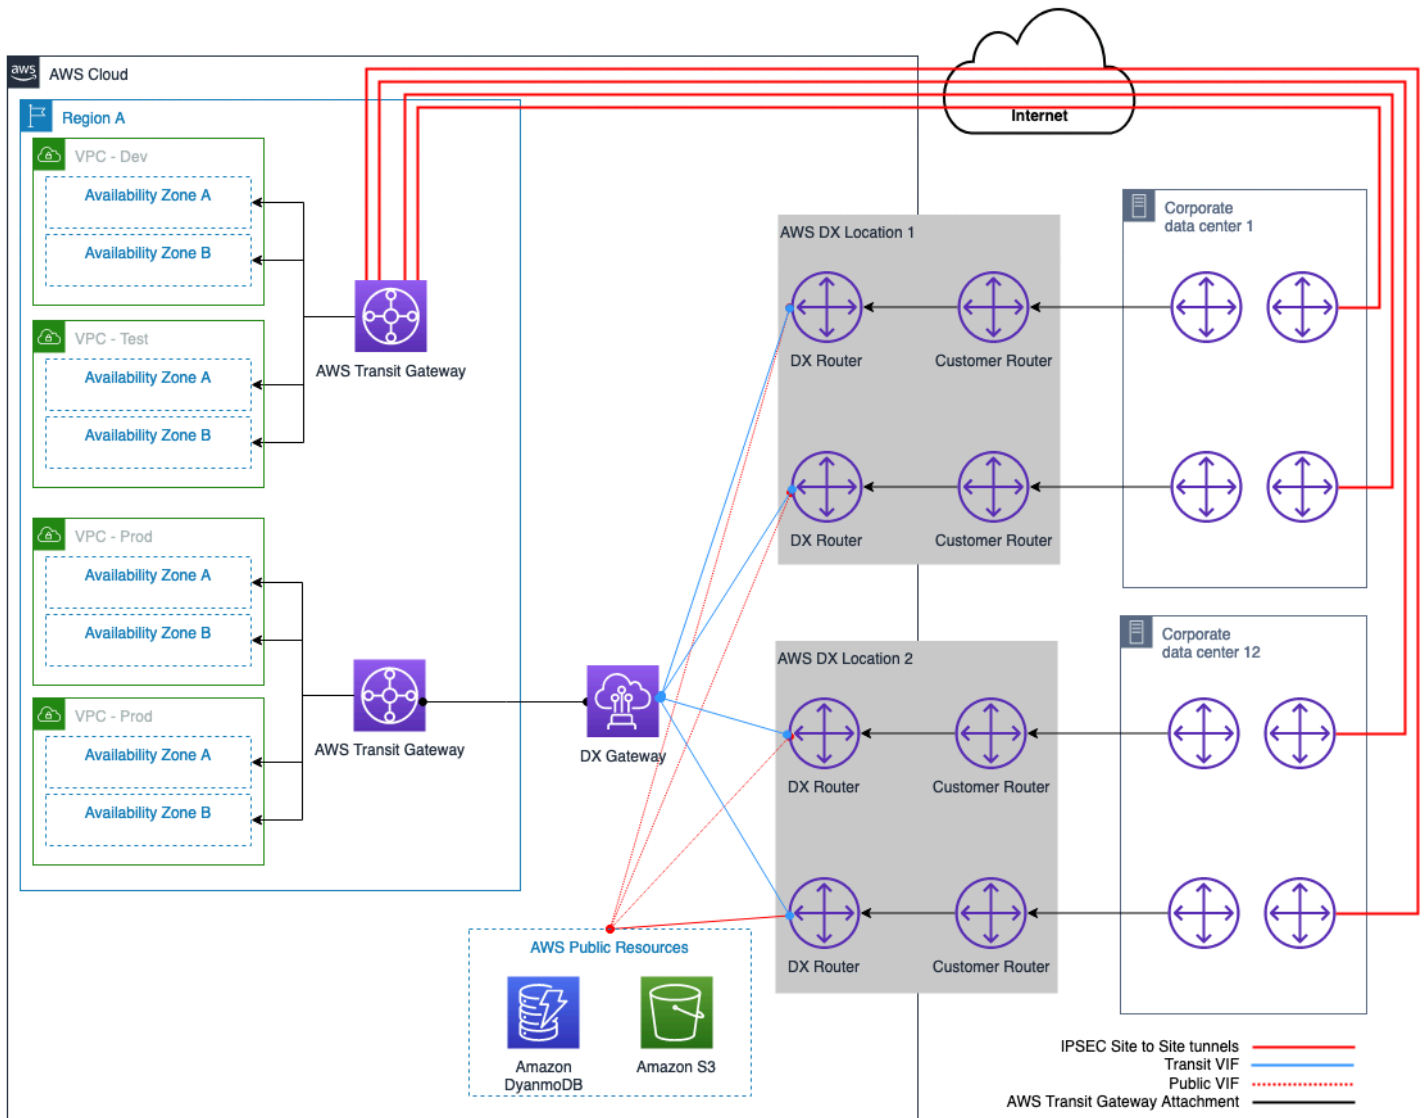 aws
AWS Cloud
Internet
Region A
VPC - Dev
Availability Zone A
Availability Zone B
AWS Transit Gateway
VPC - Test
Availability Zone A
Availability Zone B
VPC - Prod
Availability Zone A
Availability Zone B
AWS Transit Gateway
VPC - Prod
Availability Zone A
Availability Zone B
DX Gateway
AWS DX Location 1
DX Router
Customer Router
DX Router
Customer Router
Corporate
data center 1
AWS DX Location 2
DX Router
Customer Router
DX Router
Customer Router
Corporate
data center 12
AWS Public Resources
Amazon
DyanmoDB
Amazon S3
IPSEC Site to Site tunnels
Transit VIF
Public VIF
AWS Transit Gateway Attachment